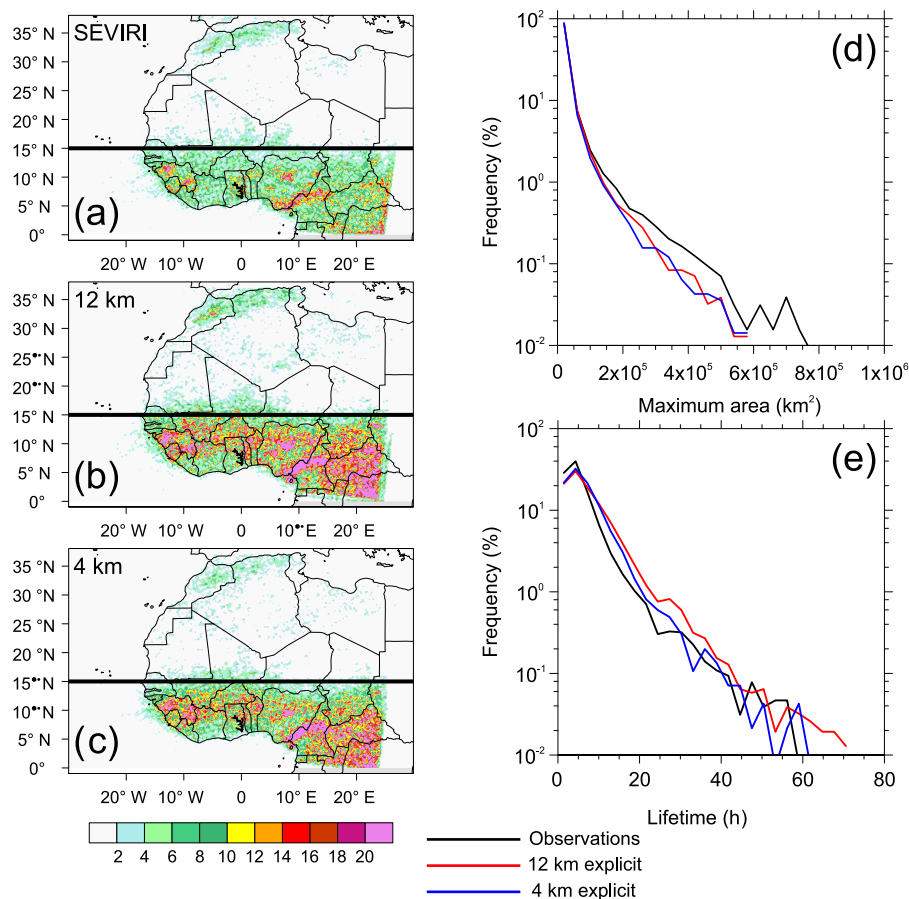 SEVIRI
35° N
30° N
25° N
20° N
15° N
10° N
5° N
0°
(a)
20° W 10° W 0 10° E 20° E
12 km
35° N
30° N
25° N
20° N
15° N
10° N
5° N
0°
(b)
20° W 10° W 0 10° E 20° E
4 km
35° N
30° N
25° N
20° N
15° N
10° N
5° N
0°
(c)
20° W 10° W 0 10° E 20° E
2 4 6 8 10 12 14 16 18 20
(d)
Frequency (%)
10²
10¹
10⁰
10⁻¹
10⁻²
0 2x10⁵ 4x10⁵ 6x10⁵ 8x10⁵ 1x10⁶
Maximum area (km²)
(e)
Frequency (%)
10²
10¹
10⁰
10⁻¹
10⁻²
0 20 40 60 80
Lifetime (h)
Observations
12 km explicit
4 km explicit